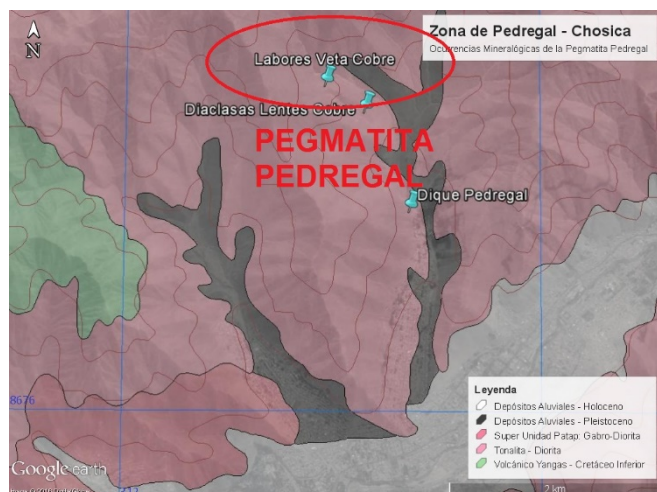 N
Zona de Pedregal - Chosica
Ocurrencias Mineralógicas de la Pegmatita Pedregal
Labores Veta Cobre
Diaclasas Lentes Cobre
PEGMATITA
PEDREGAL
Dique Pedregal
8676
Leyenda
Depósitos Aluviales - Holoceno
Depósitos Aluviales - Pleistoceno
Super Unidad Patap: Gabro-Diorita
Tonalita - Diorita
Volcánico Yangas - Cretáceo Inferior
Google earth
2 km